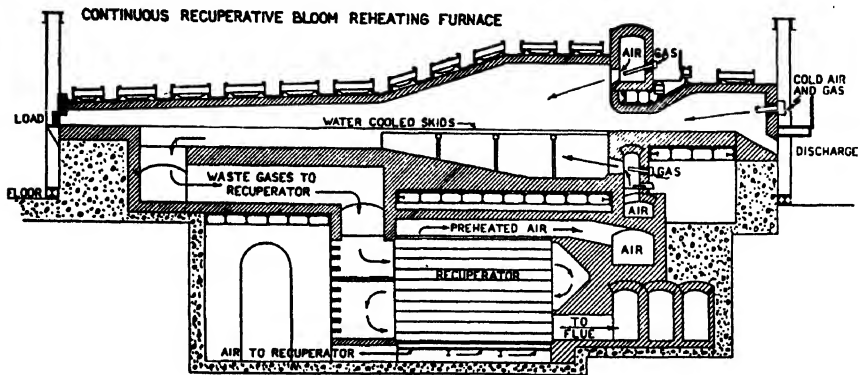 CONTINUOUS RECUPERATIVE BLOOM REHEATING FURNACE
AIR
GAS
COLD AIR
AND GAS
LOAD
WATER COOLED SKIDS
DISCHARGE
WASTE GASES TO
RECUPERATOR
GAS
FLOOR
AIR
PREHEATED AIR
AIR
RECUPERATOR
TO
FLUE
AIR TO RECUPERATOR